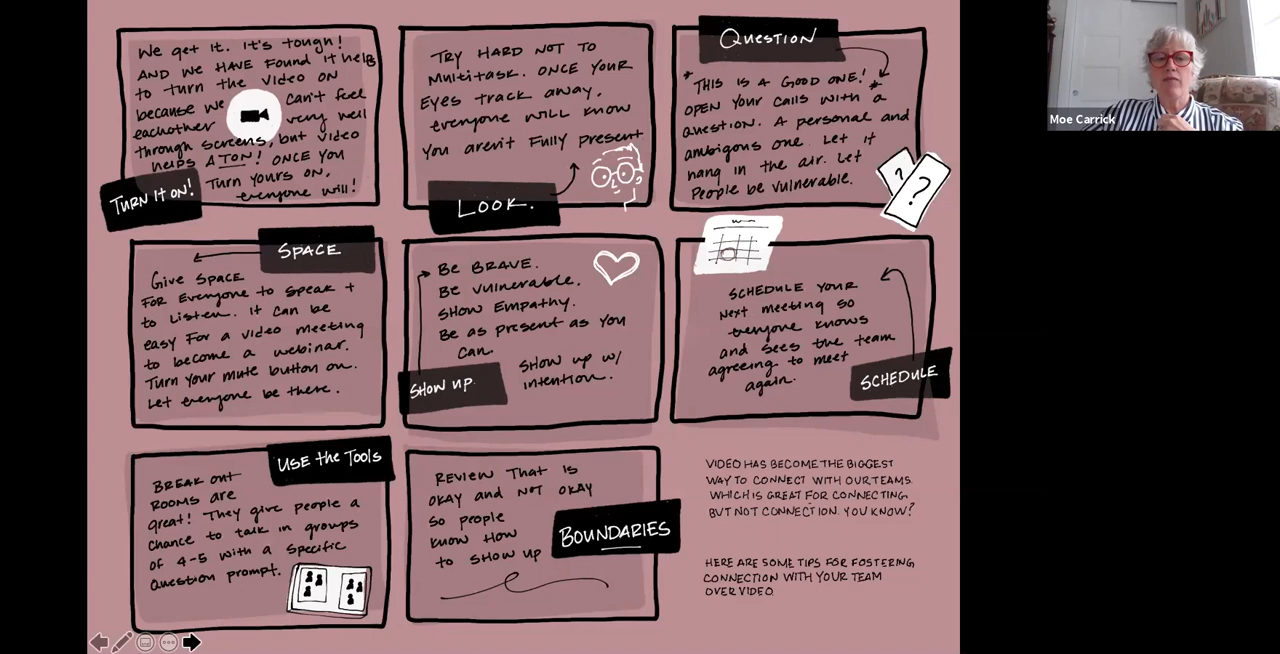 We get it. It's tough!
AND WE HAVE FOUND it helps
to turn the video ON
because we can't feel
eachother very well
through screens, but video
helps A TON! ONCE YOU
Turn yours on,
everyone will!
TURN IT ON!
TRY HARD NOT TO
Multitask. ONCE YOUR
Eyes track away,
everyone will know
You aren't Fully present
LOOK.
QUESTION
*THIS IS A GOOD ONE!*
OPEN YOUR CALLS WITH A
Question. A personal and
ambigous one. Let it
hang in the air. Let
People be vulnerable.
?
?
SPACE
Give SPACE
FOR Everyone to speak +
to Listen. It can be
easy For a video meeting
to become a webinar.
Turn your mute button on.
Let everyone be there.
Be BRAVE.
Be vulnerable.
Show Empathy.
Be as present as you
can.
Show up w/
intention.
SHOW UP
SCHEDULE YOUR
Next meeting so
everyone knows
and sees the team
agreeing to meet
again.
SCHEDULE
USE the TOOLS
BREAK OUT
ROOMS ARE
great! They give people a
chance to talk in groups
of 4-5 with a specific
question prompt.
REVIEW THAT IS
OKAY and NOT OKAY
So people
know How
to show up
BOUNDARIES
VIDEO HAS BECOME THE BIGGEST
WAY TO CONNECT WITH OUR TEAMS.
WHICH IS GREAT FOR CONNECTING,
BUT NOT CONNECTION. YOU KNOW?
HERE ARE SOME TIPS FOR FOSTERING
CONNECTION WITH YOUR TEAM
OVER VIDEO
Moe Carrick